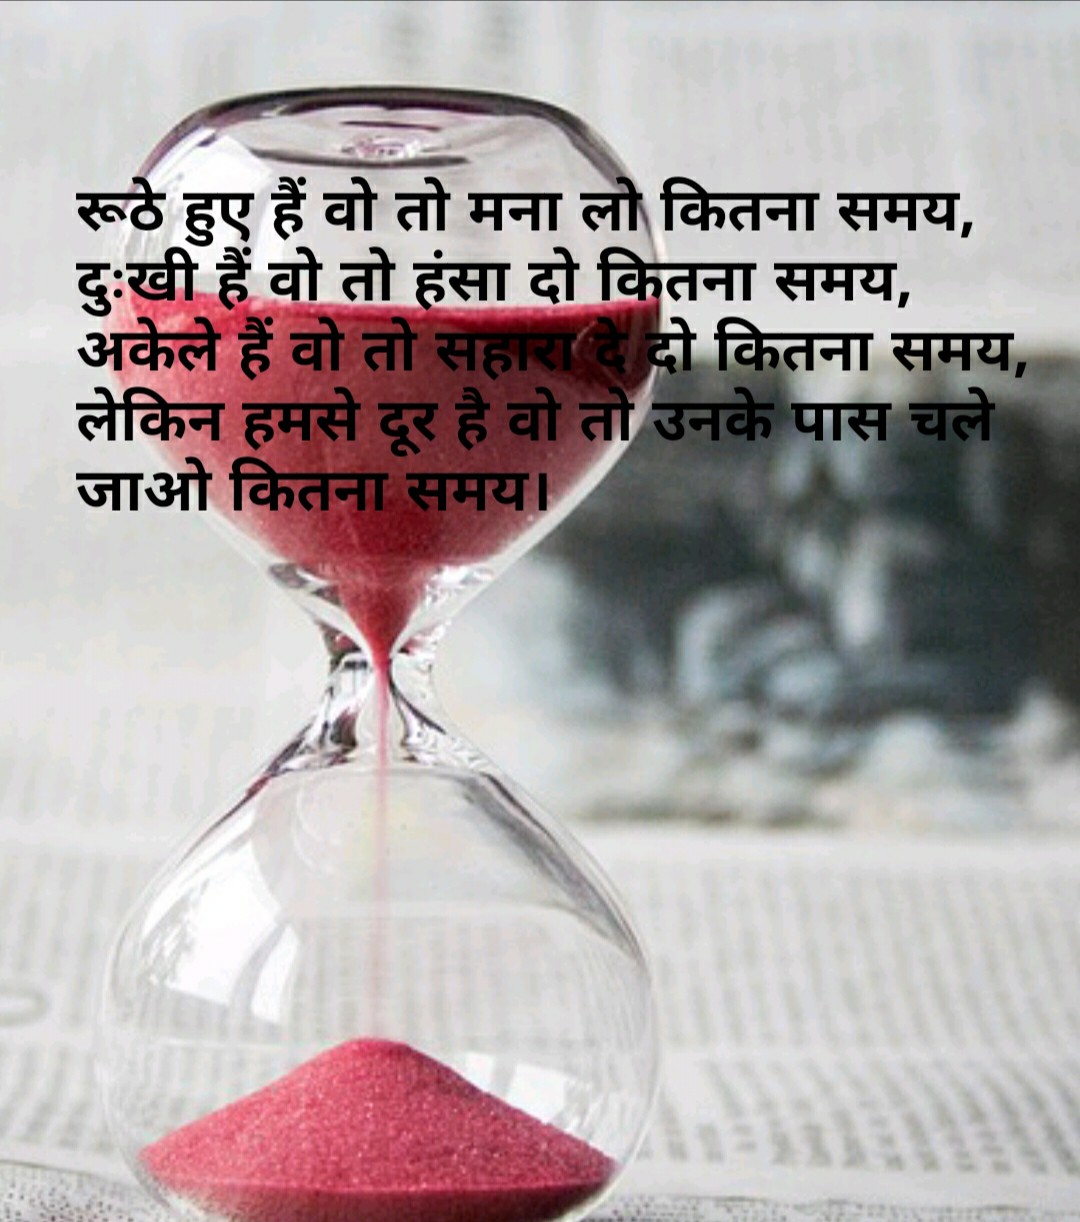 रूठे हुए हैं वो तो मना लो कितना समय,
दुःखी हैं वो तो हंसा दो कितना समय,
अकेले हैं वो तो सहारा दे दो कितना समय,
लेकिन हमसे दूर है वो तो उनके पास चले
जाओ कितना समय।